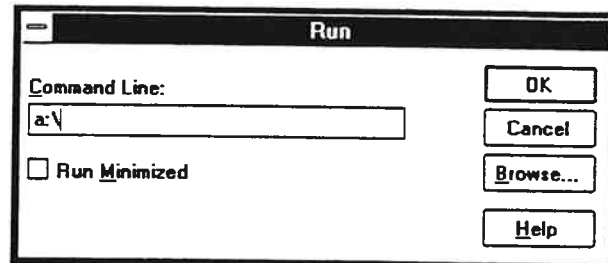 Run
Command Line:
a:\
Run Minimized
OK
Cancel
Browse...
Help